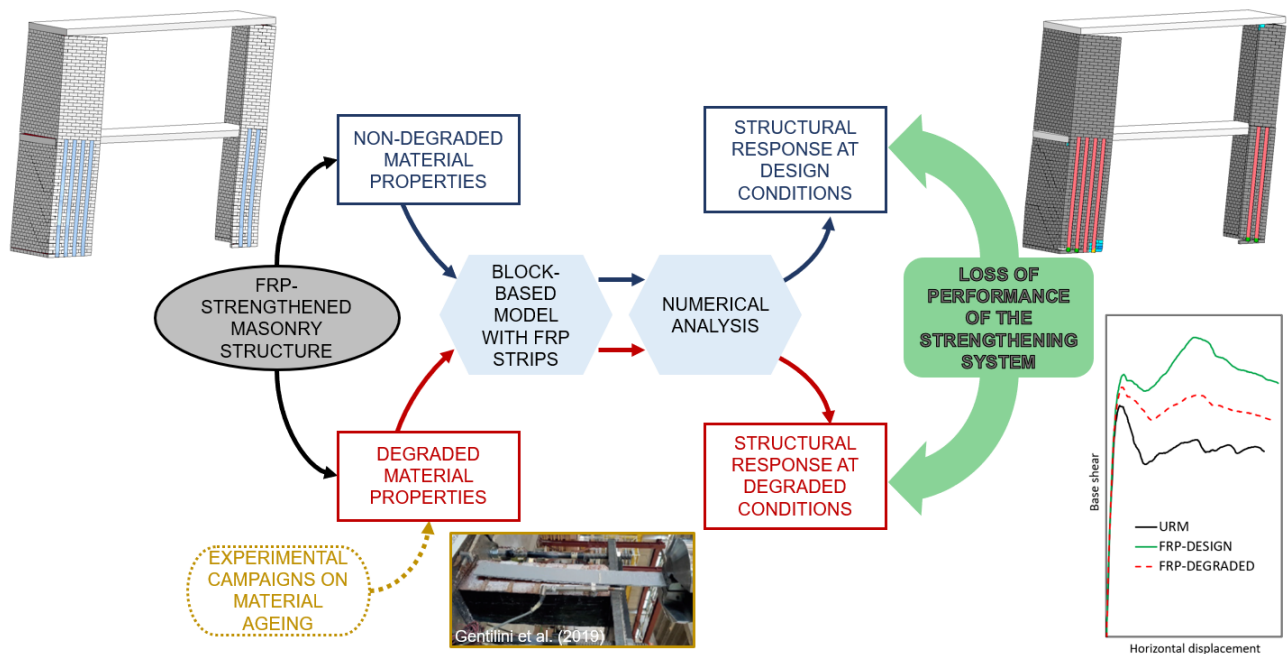 NON-DEGRADED
MATERIAL
PROPERTIES
STRUCTURAL
RESPONSE AT
DESIGN
CONDITIONS
FRP-
STRENGTHENED
MASONRY
STRUCTURE
BLOCK-
BASED
MODEL
WITH FRP
STRIPS
NUMERICAL
ANALYSIS
LOSS OF
PERFORMANCE
OF THE
STRENGTHENING
SYSTEM
DEGRADED
MATERIAL
PROPERTIES
STRUCTURAL
RESPONSE AT
DEGRADED
CONDITIONS
EXPERIMENTAL
CAMPAIGNS ON
MATERIAL
AGEING
Gentilini et al. (2019)
Base shear
URM
FRP-DESIGN
FRP-DEGRADED
Horizontal displacement